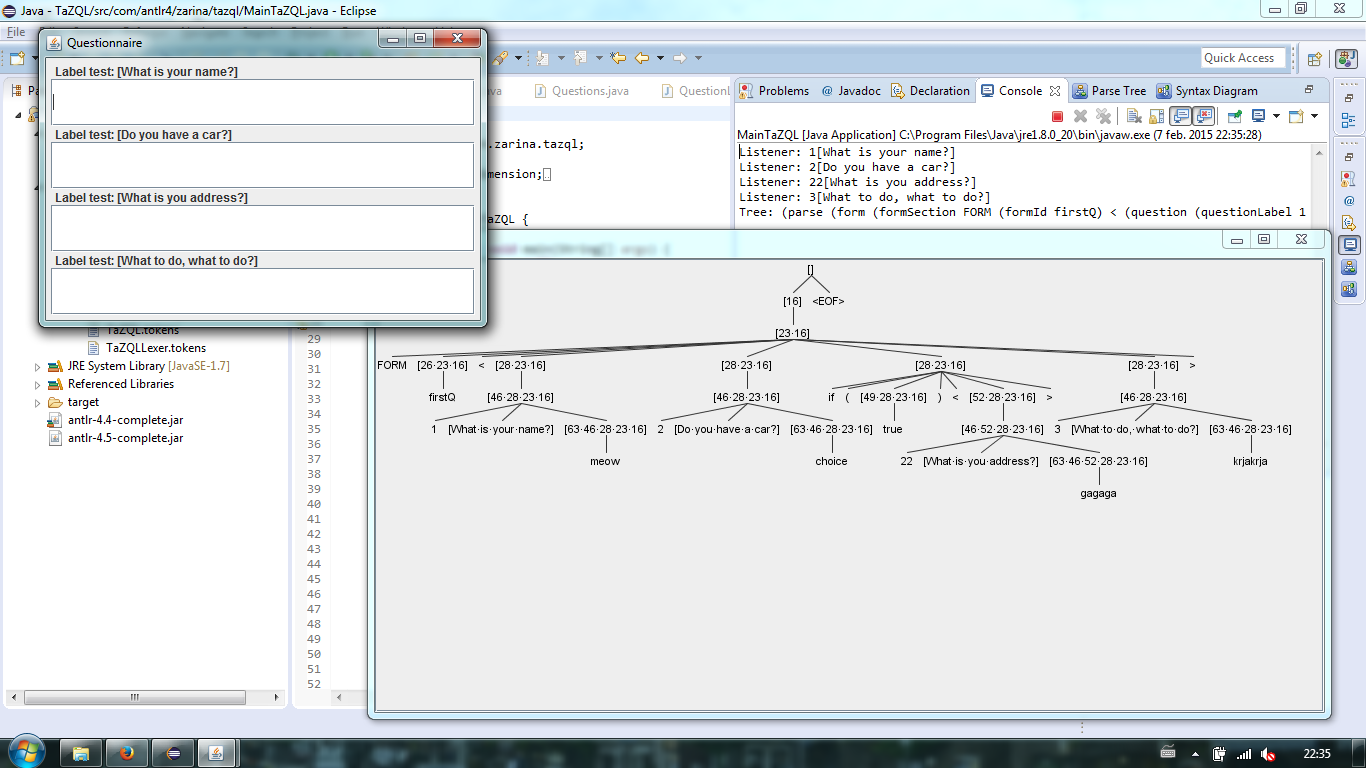 Java - TaZQL/src/com/antlr4/zarina/tazql/MainTaZQL.java - Eclipse
File
Quick Access
Questionnaire
Label test: [What is your name?]
Label test: [Do you have a car?]
Label test: [What is you address?]
Label test: [What to do, what to do?]
Questions.java
Problems @ Javadoc Declaration Console Parse Tree Syntax Diagram
MainTaZQL [Java Application] C:\Program Files\Java\jre1.8.0_20\bin\javaw.exe (7 feb. 2015 22:35:28)
Listener: 1[What is your name?]
Listener: 2[Do you have a car?]
Listener: 22[What is you address?]
Listener: 3[What to do, what to do?]
Tree: (parse (form (formSection FORM (formId firstQ) < (question (questionLabel 1
.zarina.tazql;
mension;
aZQL {
void main(String[] args) {
TaZQL.tokens
TaZQLLexer.tokens
JRE System Library [JavaSE-1.7]
Referenced Libraries
target
antlr-4.4-complete.jar
antlr-4.5-complete.jar
29
30
31
32
33
34
35
36
37
38
39
40
41
42
43
44
45
46
47
48
49
50
51
52
[]
[16] <EOF>
[23·16]
FORM [26·23·16] < [28·23·16] [28·23·16] [28·23·16] [28·23·16] >
firstQ [46·28·23·16] [46·28·23·16] if ( [49·28·23·16] ) < [52·28·23·16] > [46·28·23·16]
1 [What·is·your·name?] [63·46·28·23·16] 2 [Do·you·have·a·car?] [63·46·28·23·16] true [46·52·28·23·16] 3 [What·to·do,·what·to·do?] [63·46·28·23·16]
meow choice 22 [What·is·you·address?] [63·46·52·28·23·16] krjakrja
gagaga
22:35